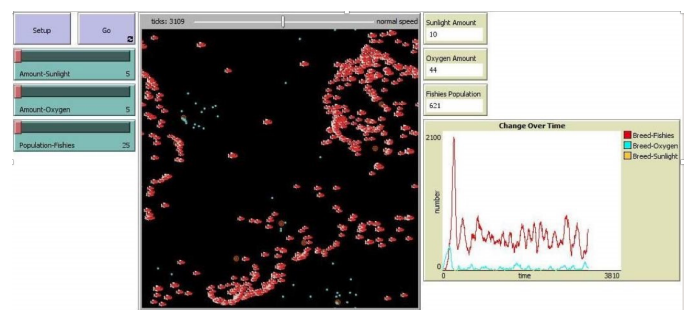 Setup
Go
Amount-Sunlight 5
Amount-Oxygen 5
Population-Fishies 25
ticks: 3109
normal speed
Sunlight Amount
10
Oxygen Amount
44
Fishies Population
621
Change Over Time
2100
number
0
0
time
3810
Breed-Fishies
Breed-Oxygen
Breed-Sunlight